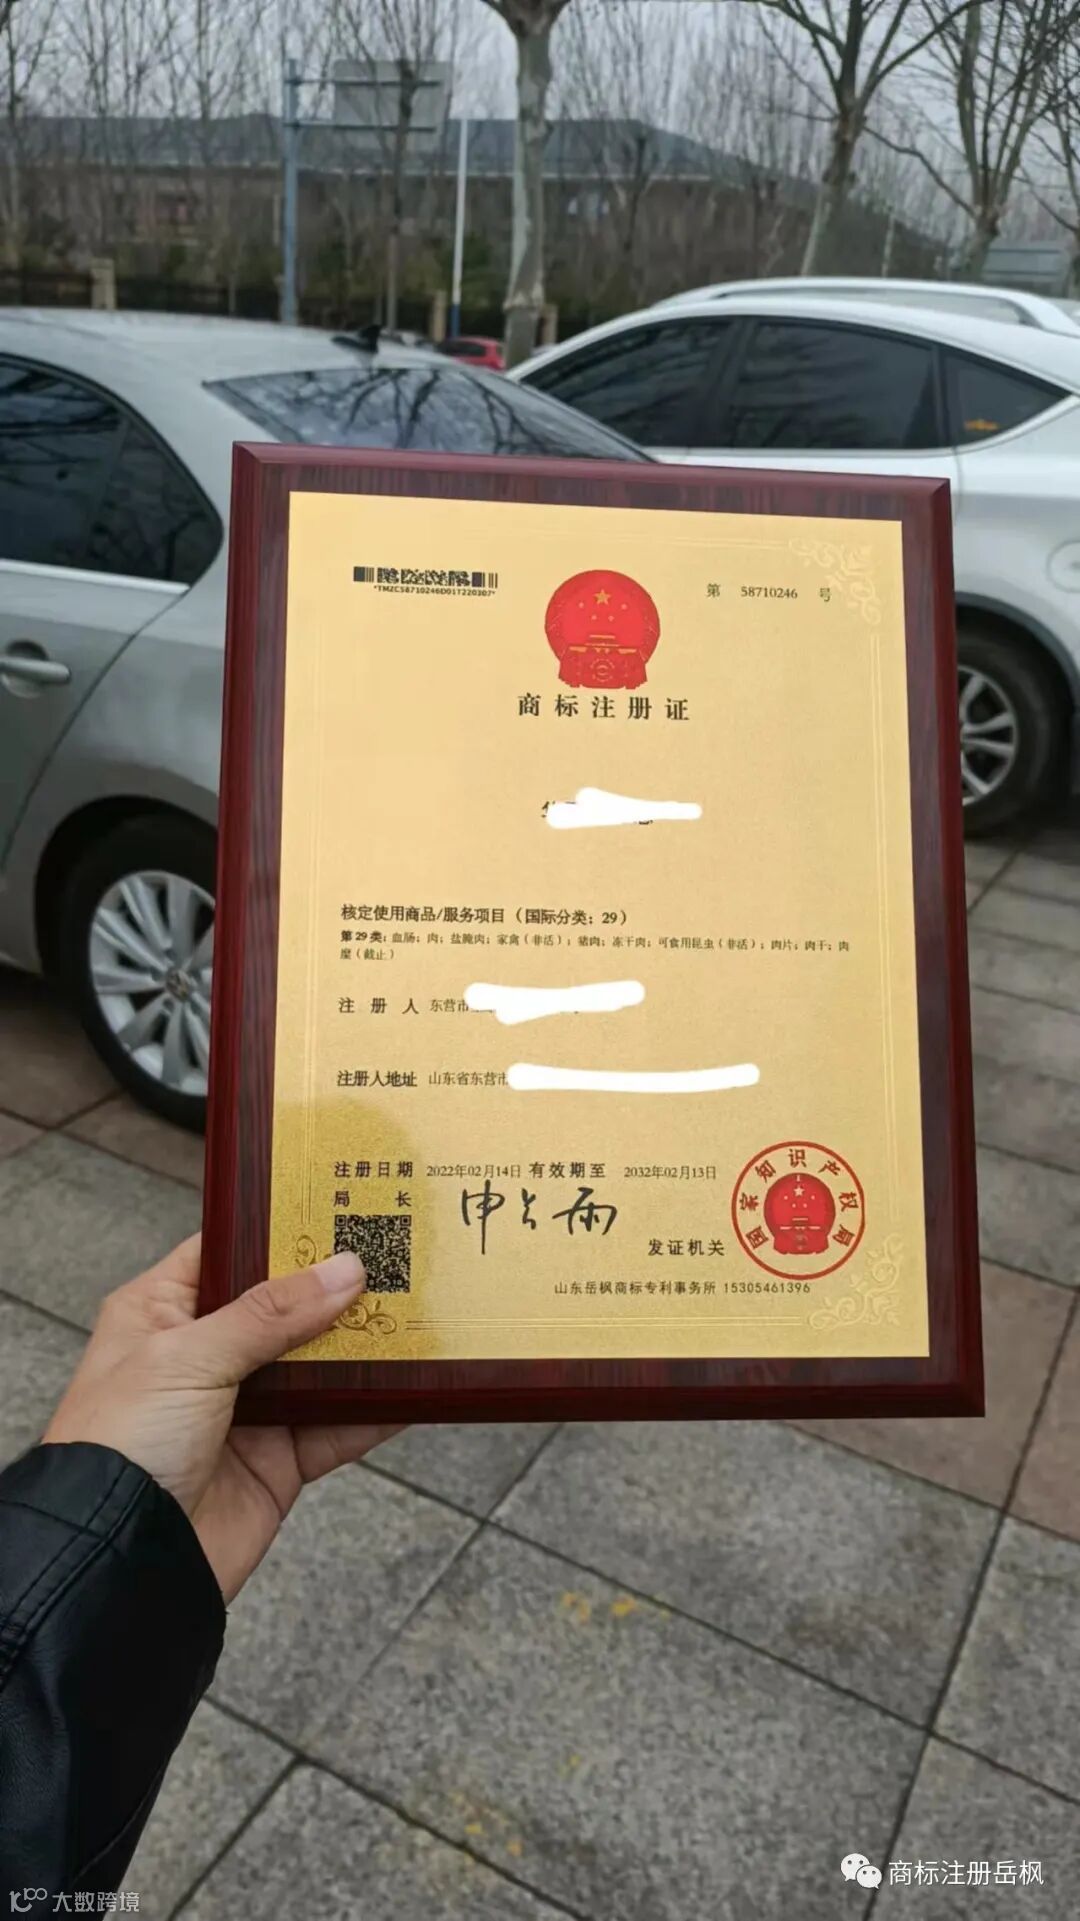 *TMZC58710246D01T220307*
第 58710246 号
商标注册证
核定使用商品/服务项目（国际分类：29）
第29类：血肠；肉；盐腌肉；家禽（非活）；猪肉；冻干肉；可食用昆虫（非活）；肉片；肉干；肉
糜（截止）
注册人 东营市
注册人地址 山东省东营市
注册日期 2022年02月14日 有效期至 2032年02月13日
局长 申长雨
发证机关
国家知识产权局
山东岳枫商标专利事务所 15305461396
商标注册岳枫
大数跨境